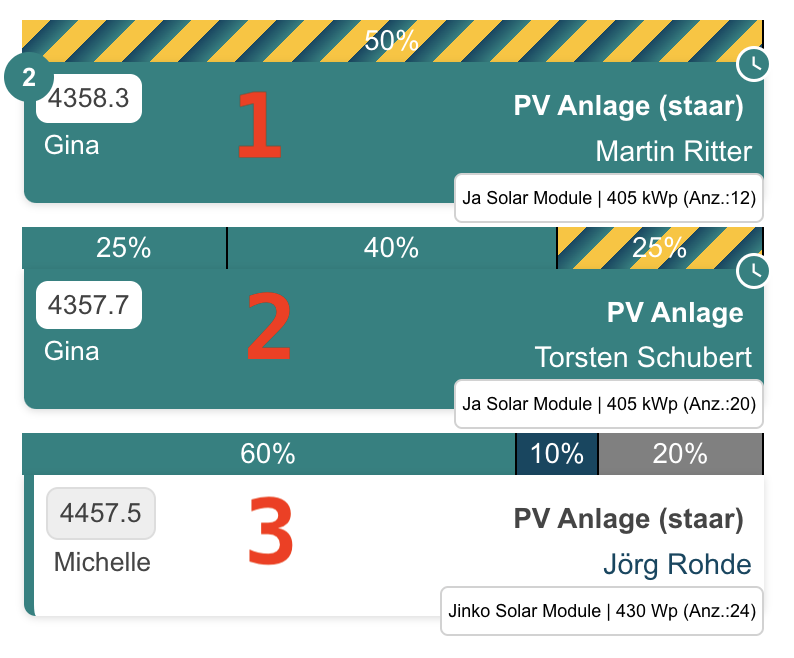 50%
2
4358.3
1
PV Anlage (staar)
Gina
Martin Ritter
Ja Solar Module | 405 kWp (Anz.:12)
25% 40% 25%
4357.7
2
PV Anlage
Gina
Torsten Schubert
Ja Solar Module | 405 kWp (Anz.:20)
60% 10% 20%
4457.5
3
PV Anlage (staar)
Michelle
Jörg Rohde
Jinko Solar Module | 430 Wp (Anz.:24)